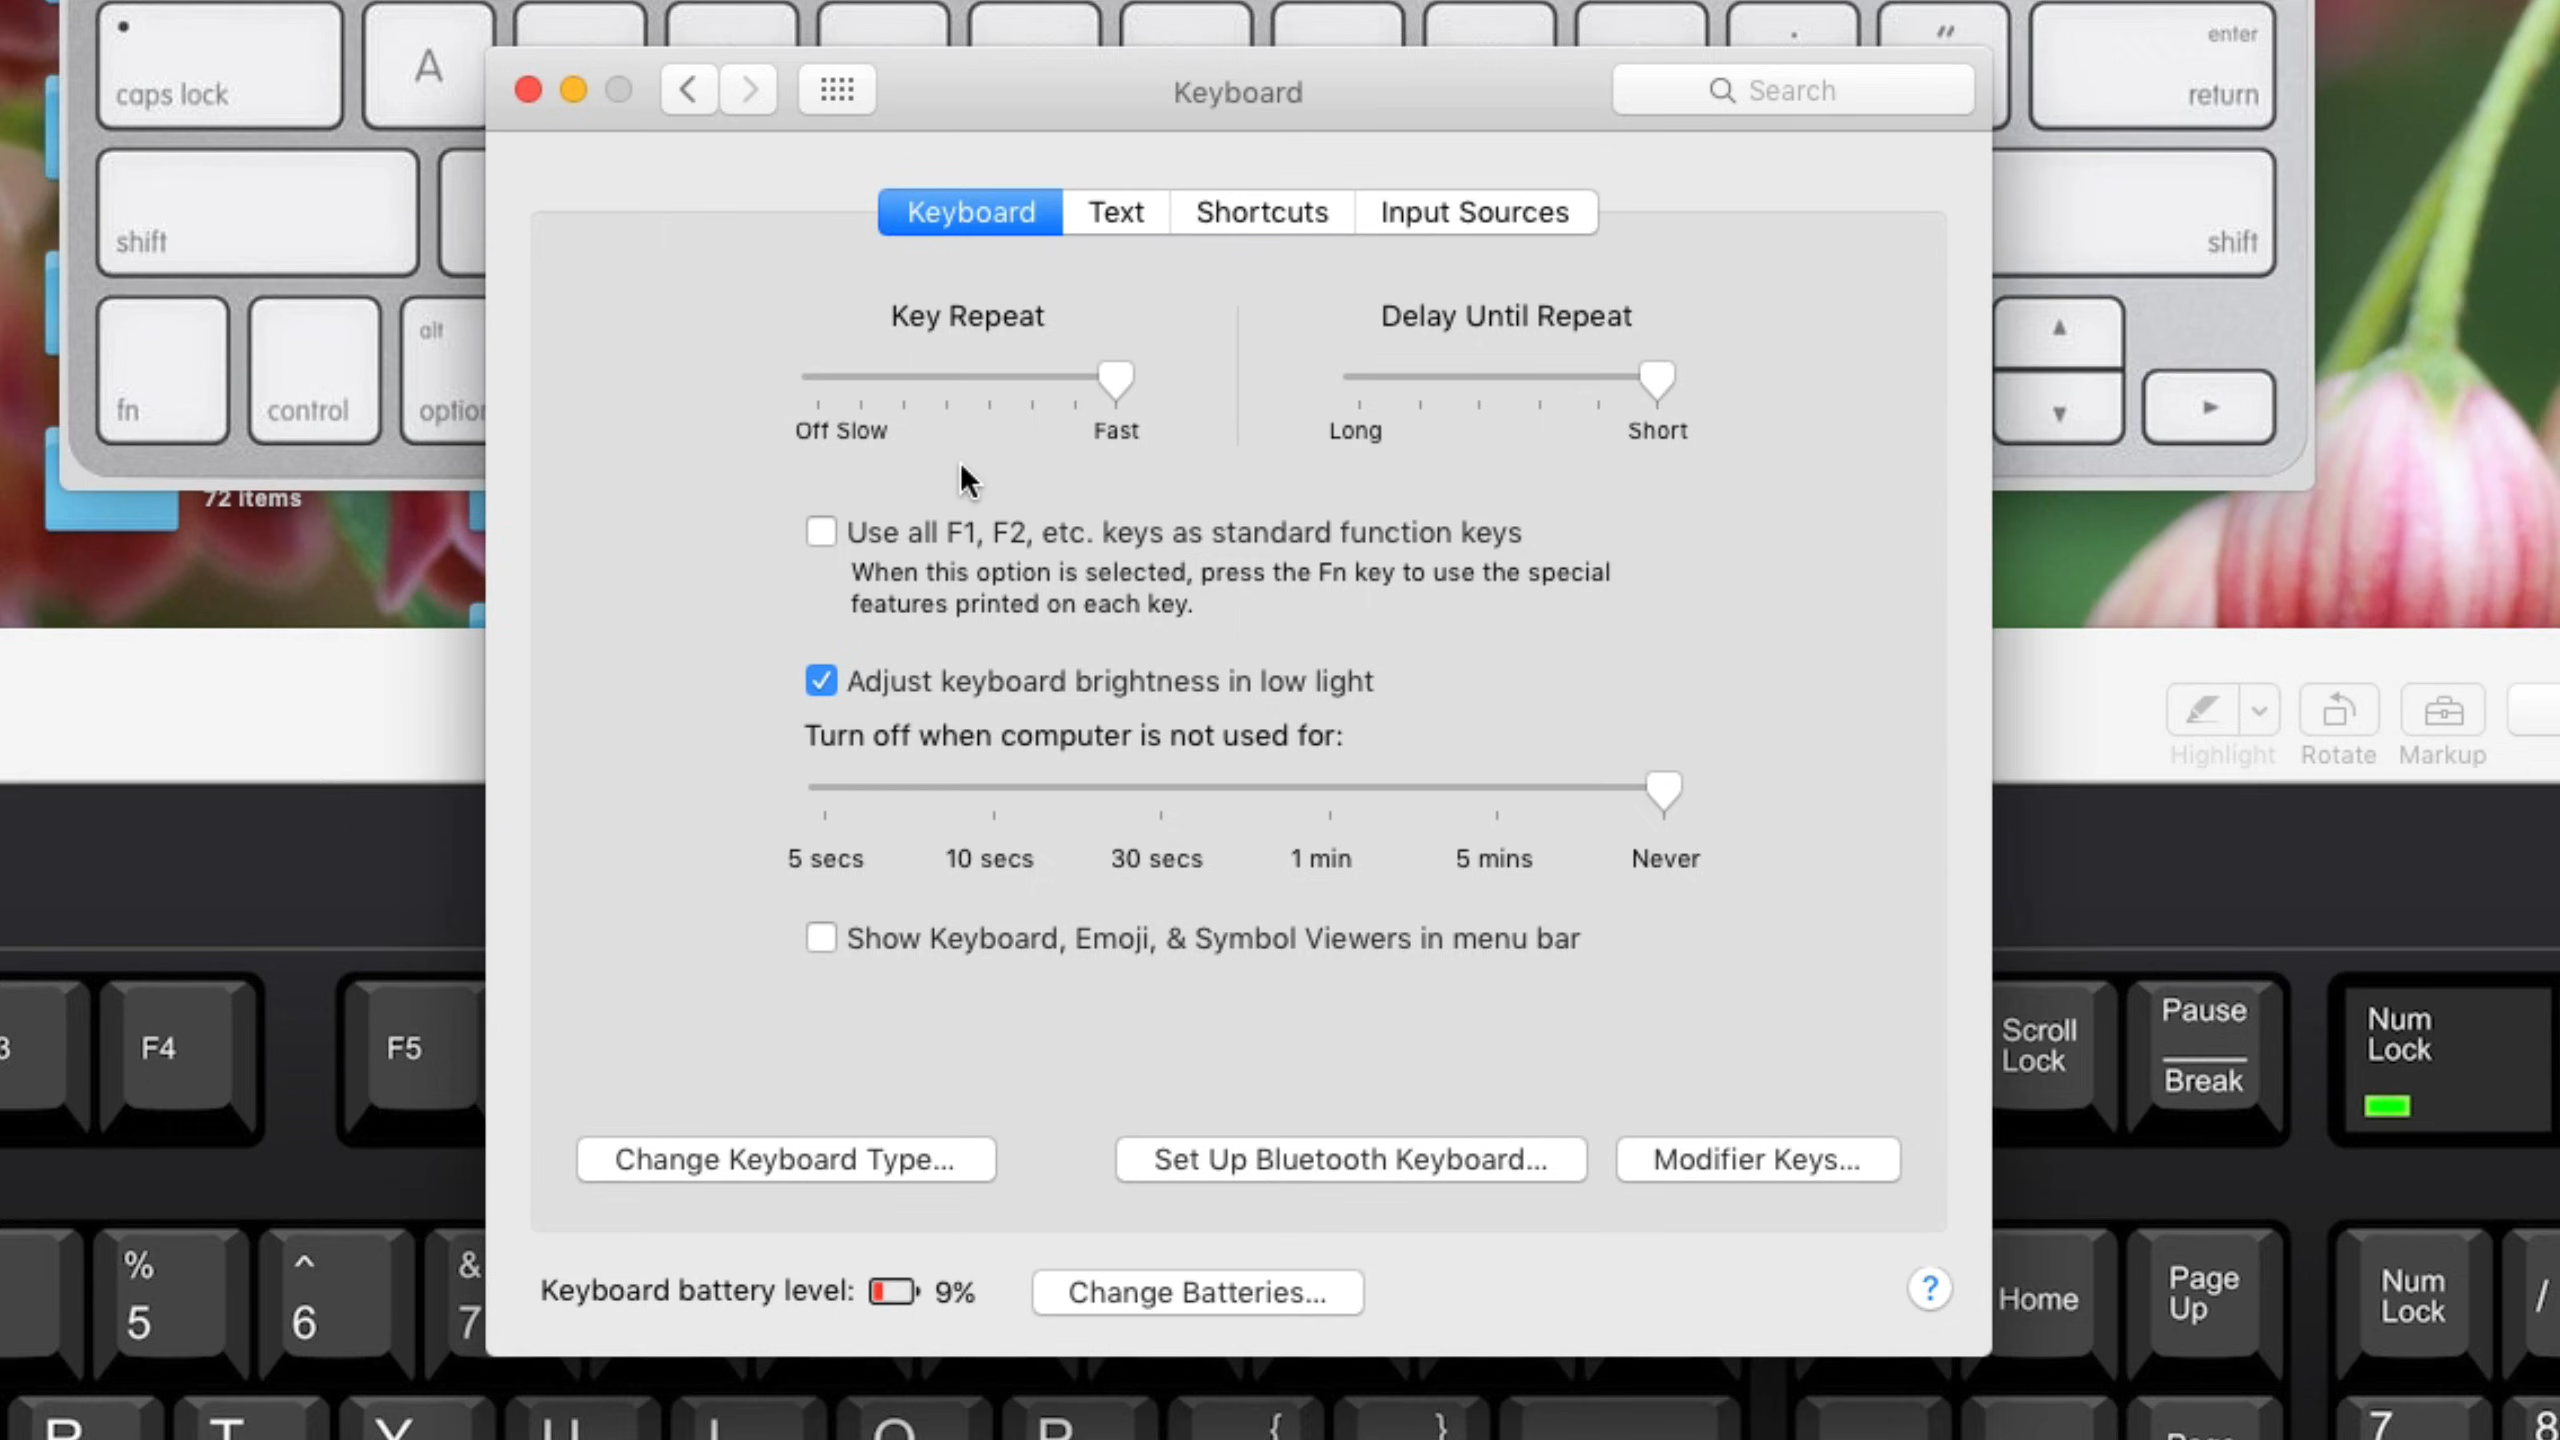 •
caps lock
A
"
enter
return
Keyboard
Search
shift
shift
Keyboard
Text
Shortcuts
Input Sources
Key Repeat
Delay Until Repeat
fn
control
alt
Off Slow
Fast
Long
Short
72 items
Use all F1, F2, etc. keys as standard function keys
When this option is selected, press the Fn key to use the special
features printed on each key.
Adjust keyboard brightness in low light
Turn off when computer is not used for:
Highlight
Rotate
Markup
5 secs
10 secs
30 secs
1 min
5 mins
Never
Show Keyboard, Emoji, & Symbol Viewers in menu bar
3
F4
F5
Scroll
Lock
Pause
Break
Num
Lock
Change Keyboard Type...
Set Up Bluetooth Keyboard...
Modifier Keys...
%
5
^
6
&
7
Keyboard battery level:
9%
Change Batteries...
?
Home
Page
Up
Num
Lock
/
T
Y
U
{
}
7
8